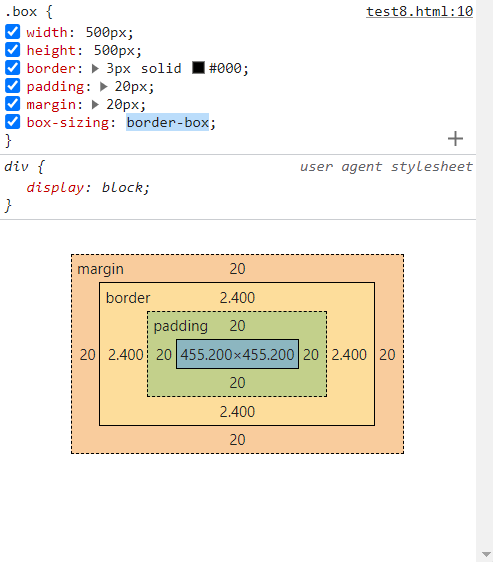 .box { test8.html:10
width: 500px;
height: 500px;
border: 3px solid #000;
padding: 20px;
margin: 20px;
box-sizing: border-box;
}
div { user agent stylesheet
display: block;
}
margin 20
border 2.400
padding 20
20 2.400 20 455.200×455.200 20 2.400 20
20
2.400
20